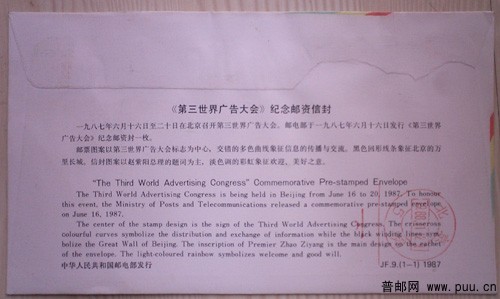 《第三世界广告大会》纪念邮资信封
一九八七年六月十六日至二十日在北京召开第三世界广告大会。邮电部于一九八七年六月十六日发行《第三世
界广告大会》纪念邮资封一枚。
邮票图案以第三世界广告大会标志为中心，交错的多色曲线象征信息的传播与交流。黑色回形线条象征北京的万
里长城。信封图案以赵紫阳总理的题词为主，淡色调的彩虹象征欢迎、美好之意。
"The Third World Advertising Congress" Commemorative Pre-stamped Envelope
The Third World Advertising Congress is being held in Beijing from June 16 to 20, 1987. To honour
this event, the Ministry of Posts and Telecommunications released a commemorative pre-stamped envelope
on June 16, 1987.
The center of the stamp design is the sign of the Third World Advertising Congress. The crisscross
colourful curves symbolize the distribution and exchange of information while the black winding lines sym-
bolize the Great Wall of Beijing. The inscription of Premier Zhao Ziyang is the main design on the
of the envelope. The light-coloured rainbow symbolizes welcome and good will.
中华人民共和国邮电部发行
JF.9.(1-1) 1987
普邮网 www.puu.cn